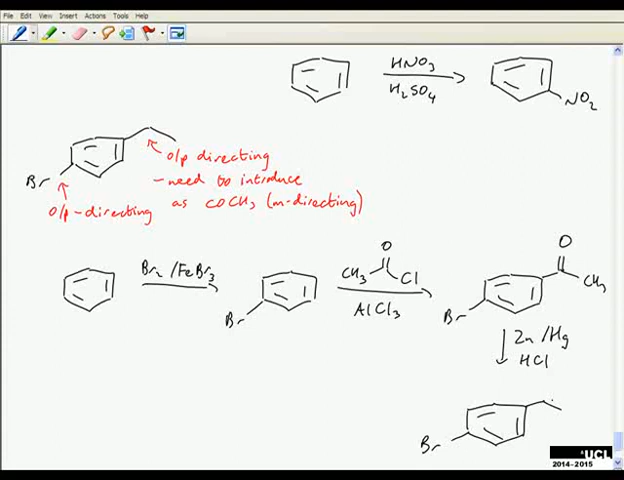 File Edit View Insert Actions Tools Help
HNO3
H2SO4
NO2
Br
o/p directing
- need to introduce
as COCH3 (m-directing)
o/p - directing
Br2 /FeBr3
Br
O
CH3 Cl
AlCl3
O
CH3
Br
Zn /Hg
HCl
Br
UCL
2014-2015